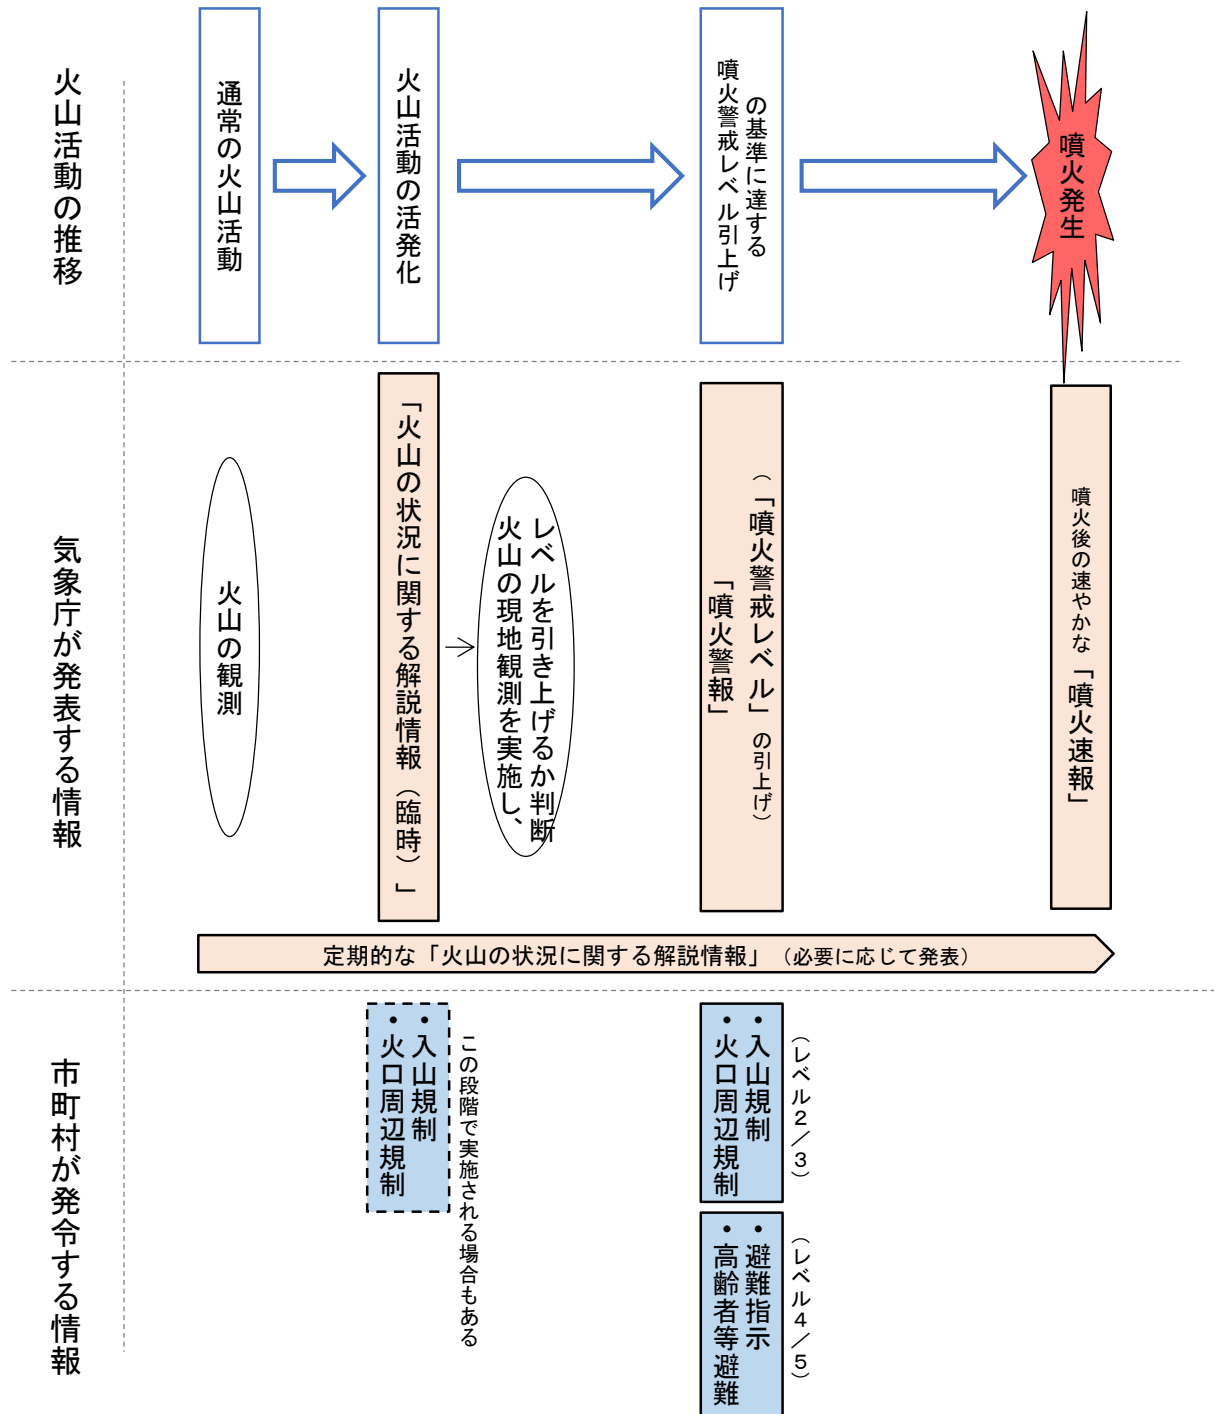 火山活動の推移
通常の火山活動
火山活動の活発化
噴火警戒レベル引上げ
の基準に達する
噴火発生
気象庁が発表する情報
火山の観測
「火山の状況に関する解説情報（臨時）」
火山の現地観測を実施し、
レベルを引き上げるか判断
「噴火警報」
（「噴火警戒レベル」の引上げ）
噴火後の速やかな「噴火速報」
定期的な「火山の状況に関する解説情報」（必要に応じて発表）
市町村が発令する情報
・火口周辺規制
・入山規制
この段階で実施される場合もある
・火口周辺規制
・入山規制
（レベル２／３）
・高齢者等避難
・避難指示
（レベル４／５）